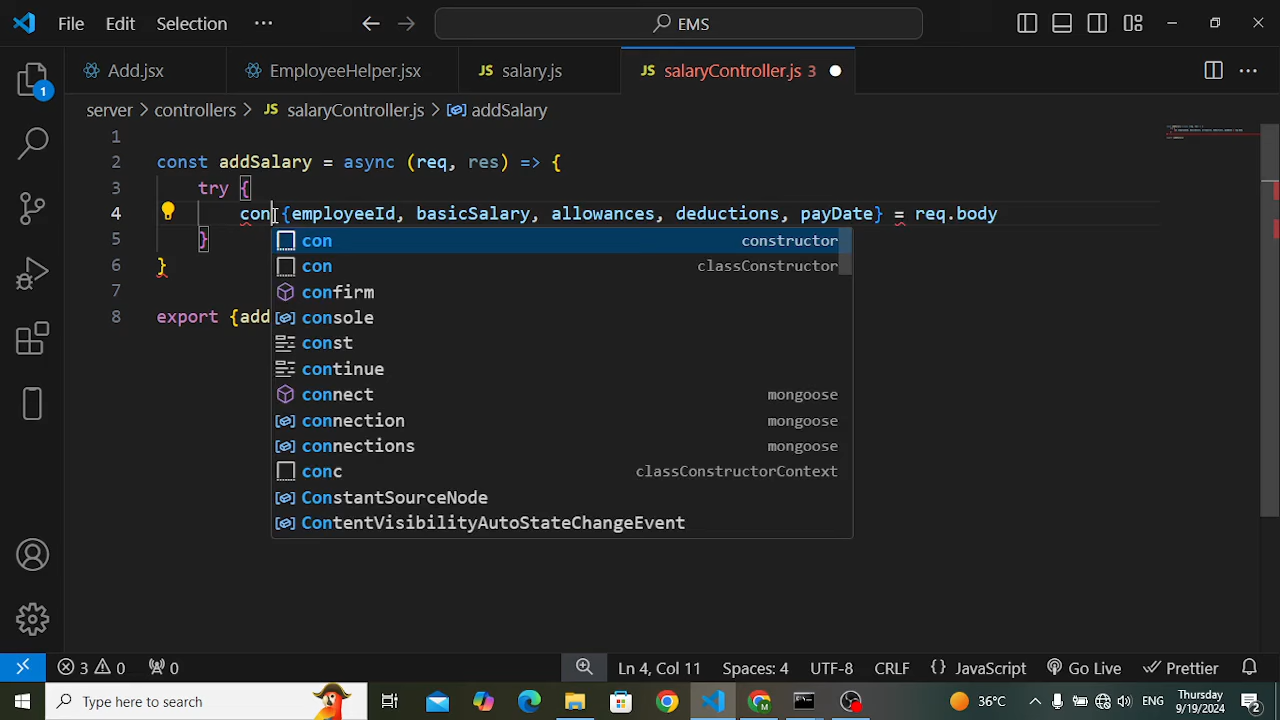 File Edit Selection ··· EMS
Add.jsx EmployeeHelper.jsx JS salary.js JS salaryController.js 3
server > controllers > JS salaryController.js > addSalary
1
2 const addSalary = async (req, res) => {
3 try {
4 con {employeeId, basicSalary, allowances, deductions, payDate} = req.body
5 }
6 }
7
8 export {add
con constructor
con classConstructor
confirm
console
const
continue
connect mongoose
connection mongoose
connections mongoose
conc classConstructorContext
ConstantSourceNode
ContentVisibilityAutoStateChangeEvent
1
3 0 0 Ln 4, Col 11 Spaces: 4 UTF-8 CRLF {} JavaScript Go Live Prettier
Type here to search 36°C ENG Thursday 9/19/2024 2